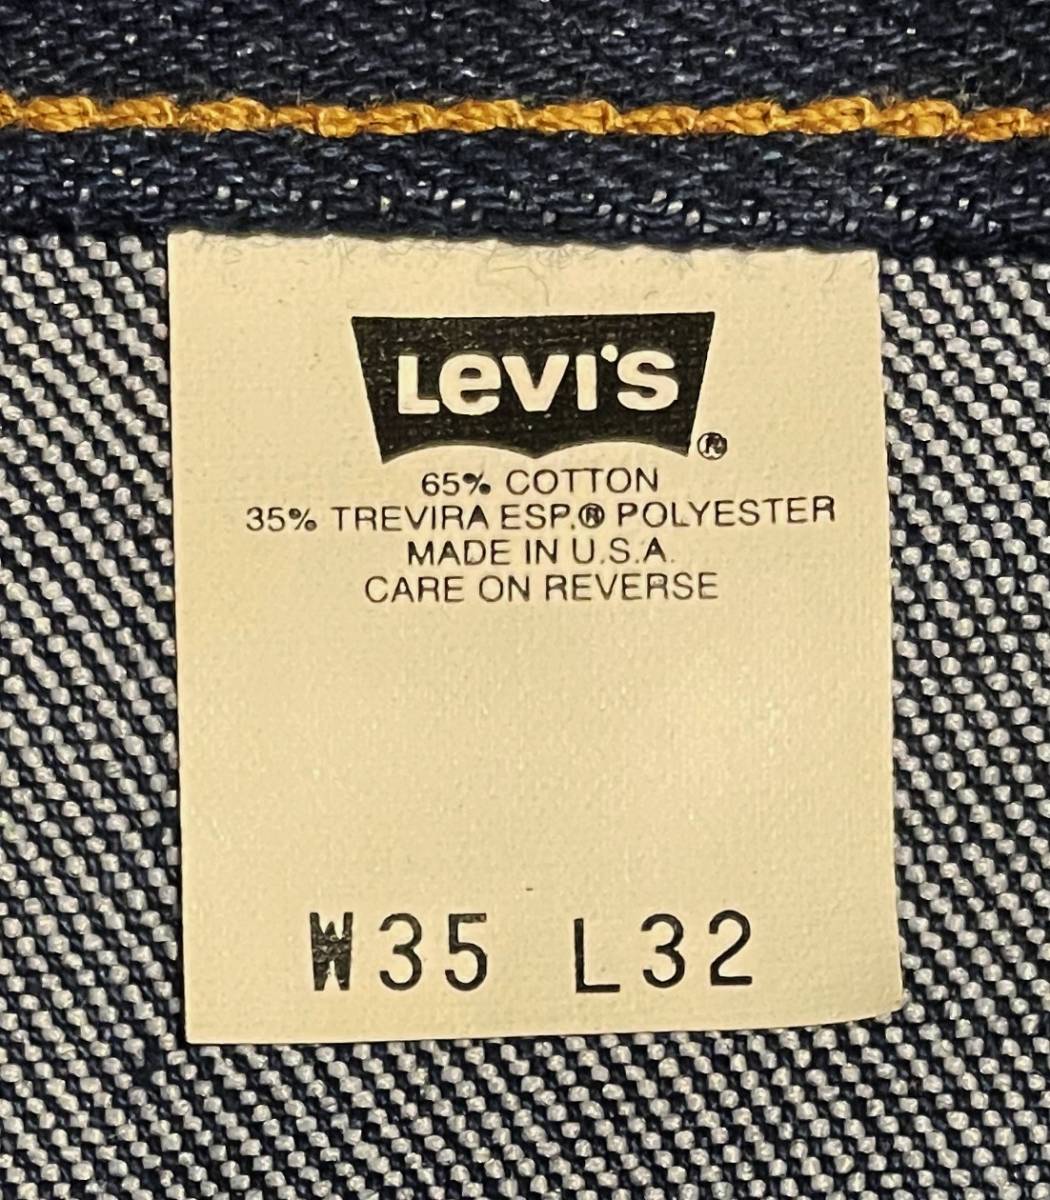 Levi's
®
65% COTTON
35% TREVIRA ESP.® POLYESTER
MADE IN U.S.A.
CARE ON REVERSE
W35 L32